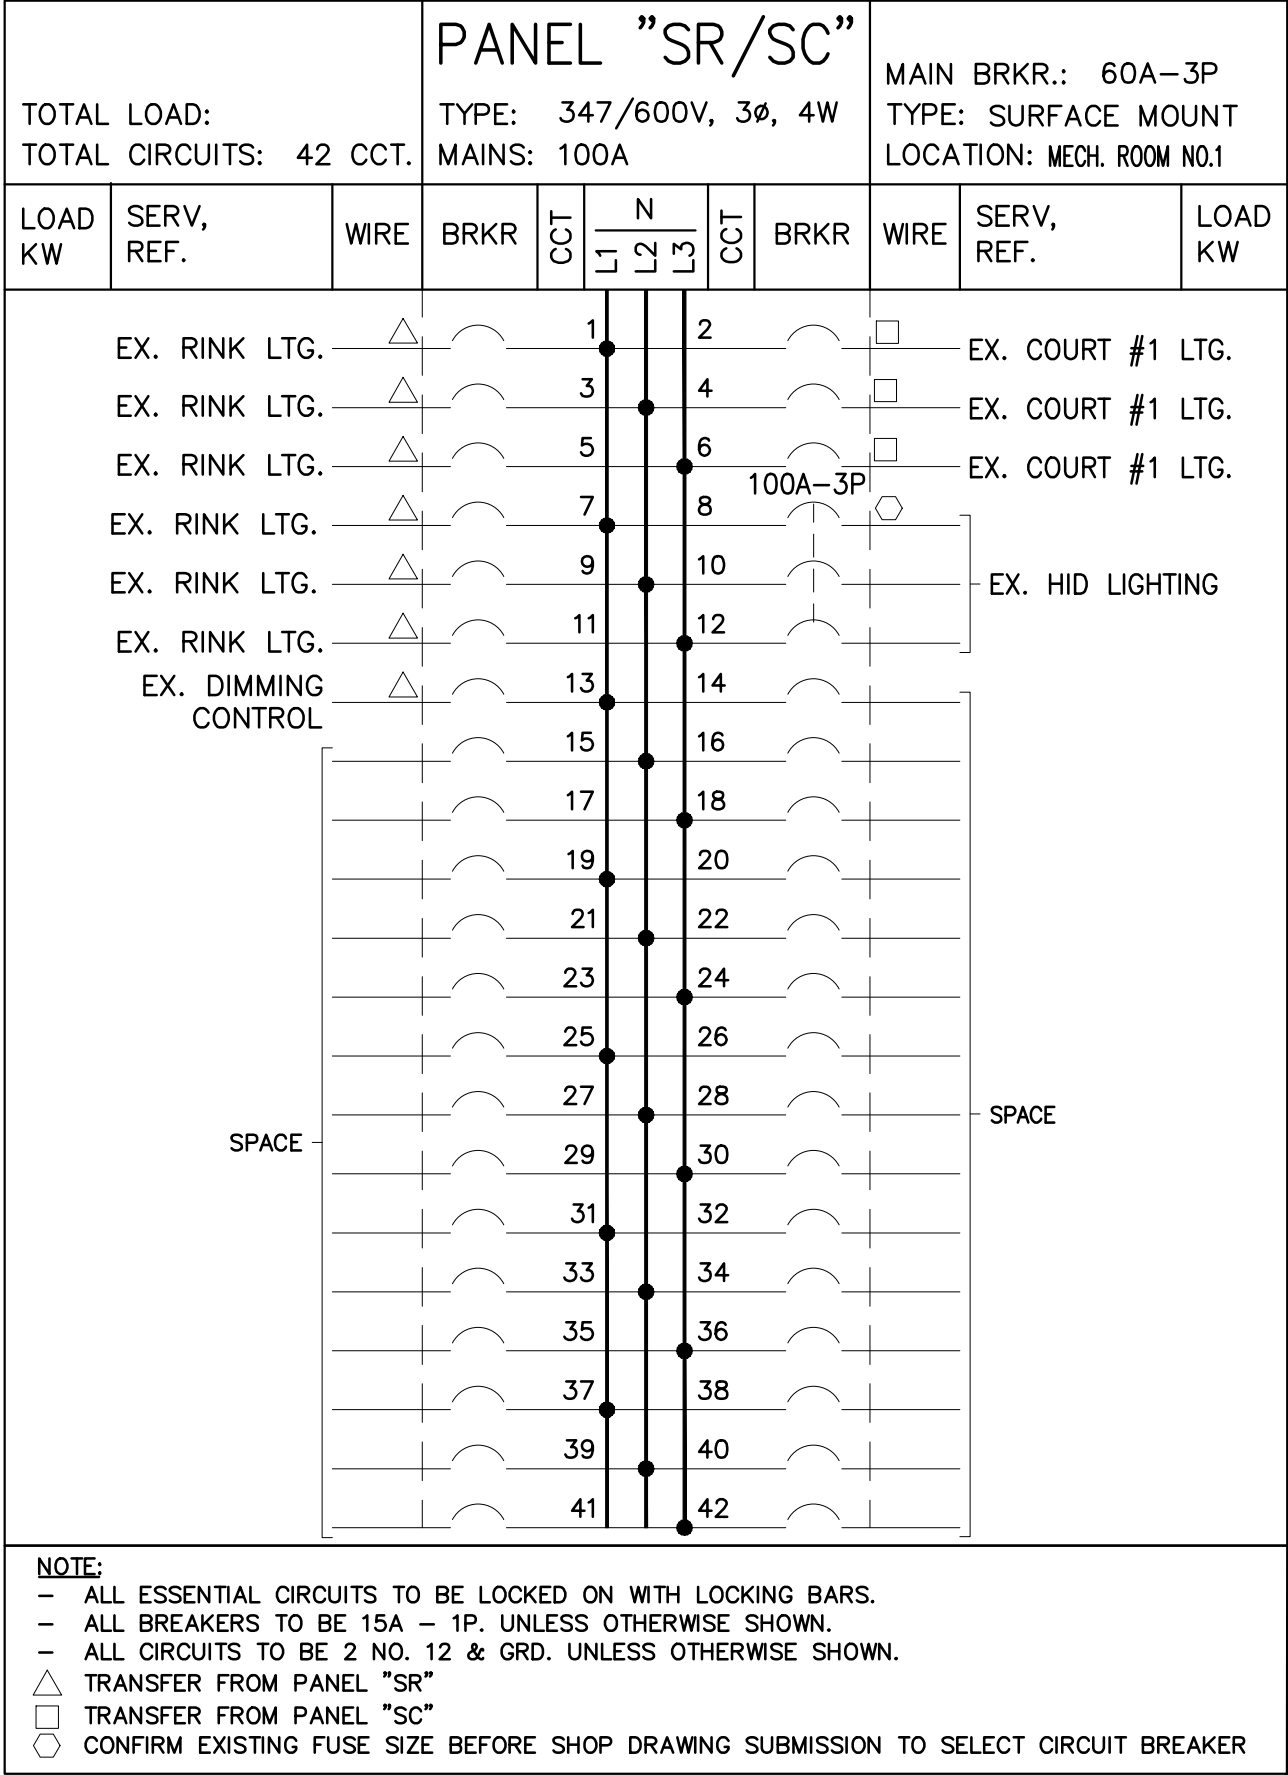 PANEL "SR/SC"
TOTAL LOAD:
TOTAL CIRCUITS: 42 CCT.
TYPE: 347/600V, 3ø, 4W
MAINS: 100A
MAIN BRKR.: 60A-3P
TYPE: SURFACE MOUNT
LOCATION: MECH. ROOM NO.1
LOAD KW SERV, REF. WIRE BRKR CCT N L1 L2 L3 CCT BRKR WIRE SERV, REF. LOAD KW
EX. RINK LTG. 1 2 EX. COURT #1 LTG.
EX. RINK LTG. 3 4 EX. COURT #1 LTG.
EX. RINK LTG. 5 6 EX. COURT #1 LTG.
100A-3P
EX. RINK LTG. 7 8
EX. RINK LTG. 9 10 EX. HID LIGHTING
EX. RINK LTG. 11 12
EX. DIMMING 13 14
CONTROL
15 16
17 18
19 20
21 22
23 24
25 26
27 28 SPACE
SPACE 29 30
31 32
33 34
35 36
37 38
39 40
41 42
NOTE:
- ALL ESSENTIAL CIRCUITS TO BE LOCKED ON WITH LOCKING BARS.
- ALL BREAKERS TO BE 15A - 1P. UNLESS OTHERWISE SHOWN.
- ALL CIRCUITS TO BE 2 NO. 12 & GRD. UNLESS OTHERWISE SHOWN.
TRANSFER FROM PANEL "SR"
TRANSFER FROM PANEL "SC"
CONFIRM EXISTING FUSE SIZE BEFORE SHOP DRAWING SUBMISSION TO SELECT CIRCUIT BREAKER